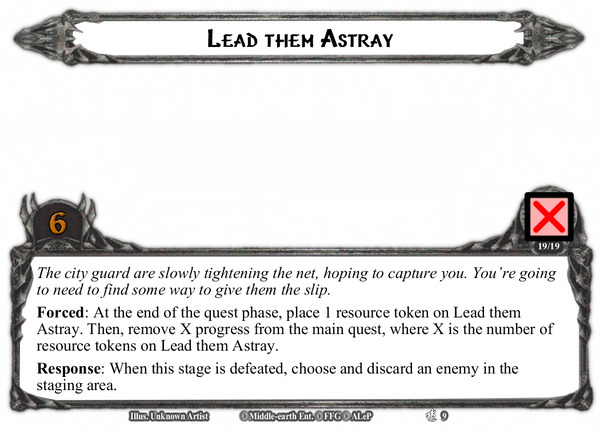 Lead them Astray
6
19/19
The city guard are slowly tightening the net, hoping to capture you. You're going
to need to find some way to give them the slip.
Forced: At the end of the quest phase, place 1 resource token on Lead them
Astray. Then, remove X progress from the main quest, where X is the number of
resource tokens on Lead them Astray.
Response: When this stage is defeated, choose and discard an enemy in the
staging area.
Illus. Unknown Artist
©Middle-earth Ent. ©FFG ©ALeP
9